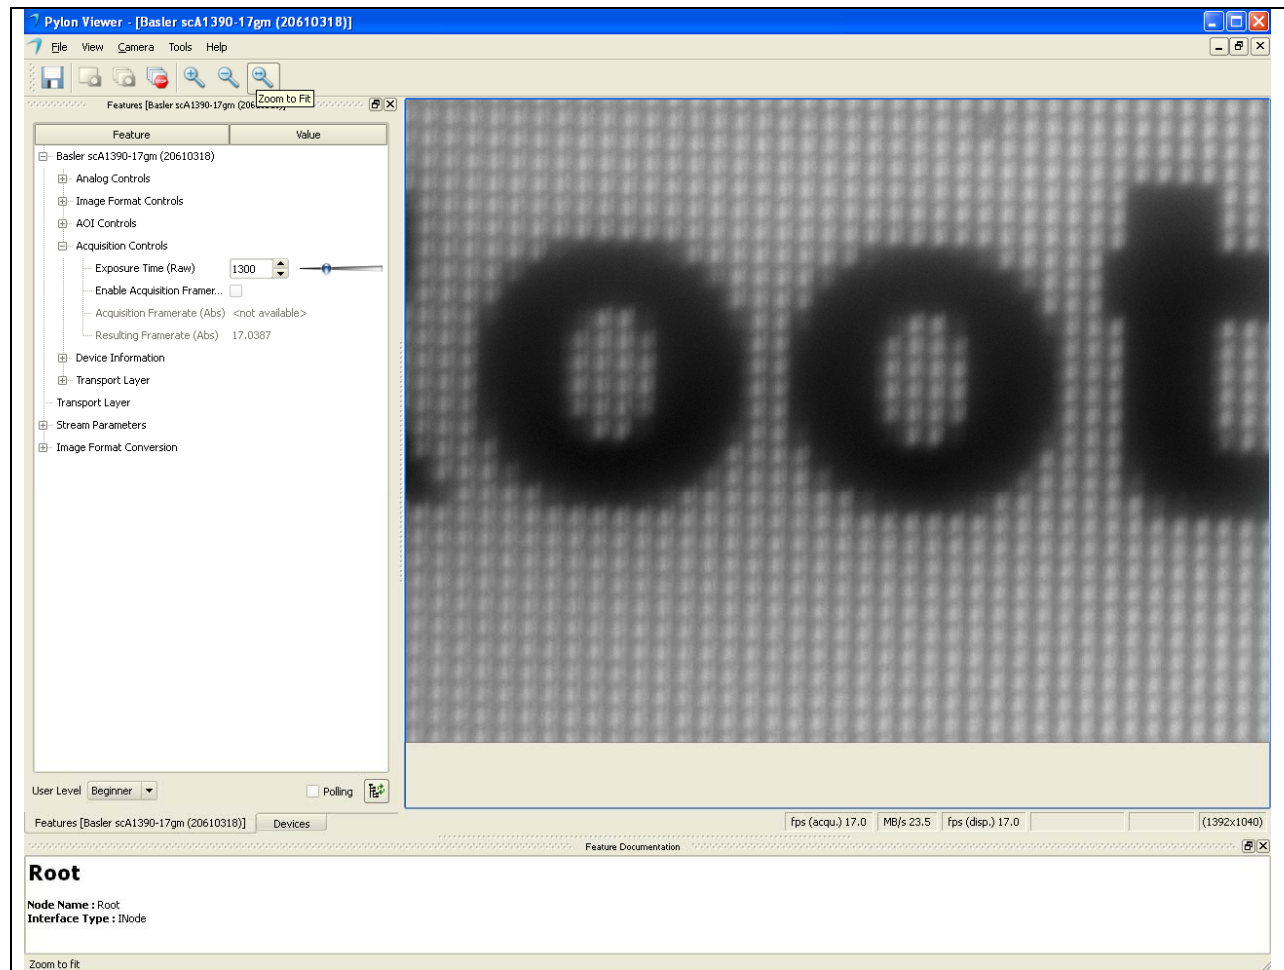 Pylon Viewer - [Basler scA1390-17gm (20610318)]
File View Camera Tools Help
Zoom to Fit
Features [Basler scA1390-17gm (206
Feature Value
Basler scA1390-17gm (20610318)
Analog Controls
Image Format Controls
AOI Controls
Acquisition Controls
Exposure Time (Raw) 1300
Enable Acquisition Framer...
Acquisition Framerate (Abs) <not available>
Resulting Framerate (Abs) 17.0387
Device Information
Transport Layer
Transport Layer
Stream Parameters
Image Format Conversion
oot
User Level Beginner Polling
Features [Basler scA1390-17gm (20610318)] Devices
fps (acqu.) 17.0 MB/s 23.5 fps (disp.) 17.0 (1392x1040)
Feature Documentation
Root
Node Name : Root
Interface Type : INode
Zoom to fit